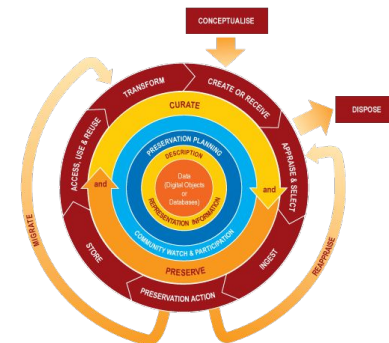 CONCEPTUALISE
CREATE OR RECEIVE
APPRAISE & SELECT
DISPOSE
INGEST
REAPPRAISE
PRESERVATION ACTION
STORE
MIGRATE
ACCESS, USE & REUSE
TRANSFORM
CURATE
and
PRESERVE
and
COMMUNITY WATCH & PARTICIPATION
PRESERVATION PLANNING
DESCRIPTION
REPRESENTATION INFORMATION
Data
(Digital Objects
or
Databases)